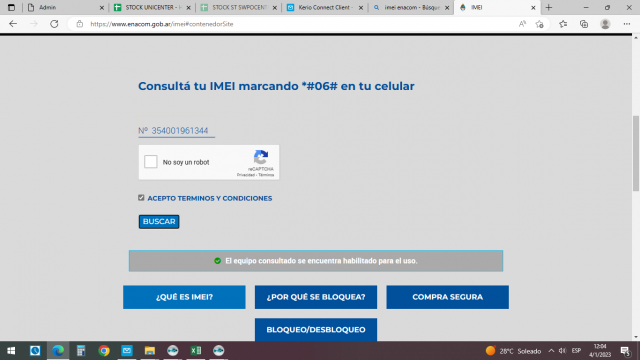 Admin
STOCK UNICENTER - H
STOCK ST SWPOCENT
Kerio Connect Client -
imei enacom - Búsque
IMEI
https://www.enacom.gob.ar/imei#contenedorSite
Consultá tu IMEI marcando *#06# en tu celular
Nº 354001961344
No soy un robot
reCAPTCHA
Privacidad - Términos
ACEPTO TERMINOS Y CONDICIONES
BUSCAR
El equipo consultado se encuentra habilitado para el uso.
¿QUÉ ES IMEI?
¿POR QUÉ SE BLOQUEA?
COMPRA SEGURA
BLOQUEO/DESBLOQUEO
28°C Soleado
ESP
12:04
4/1/2023